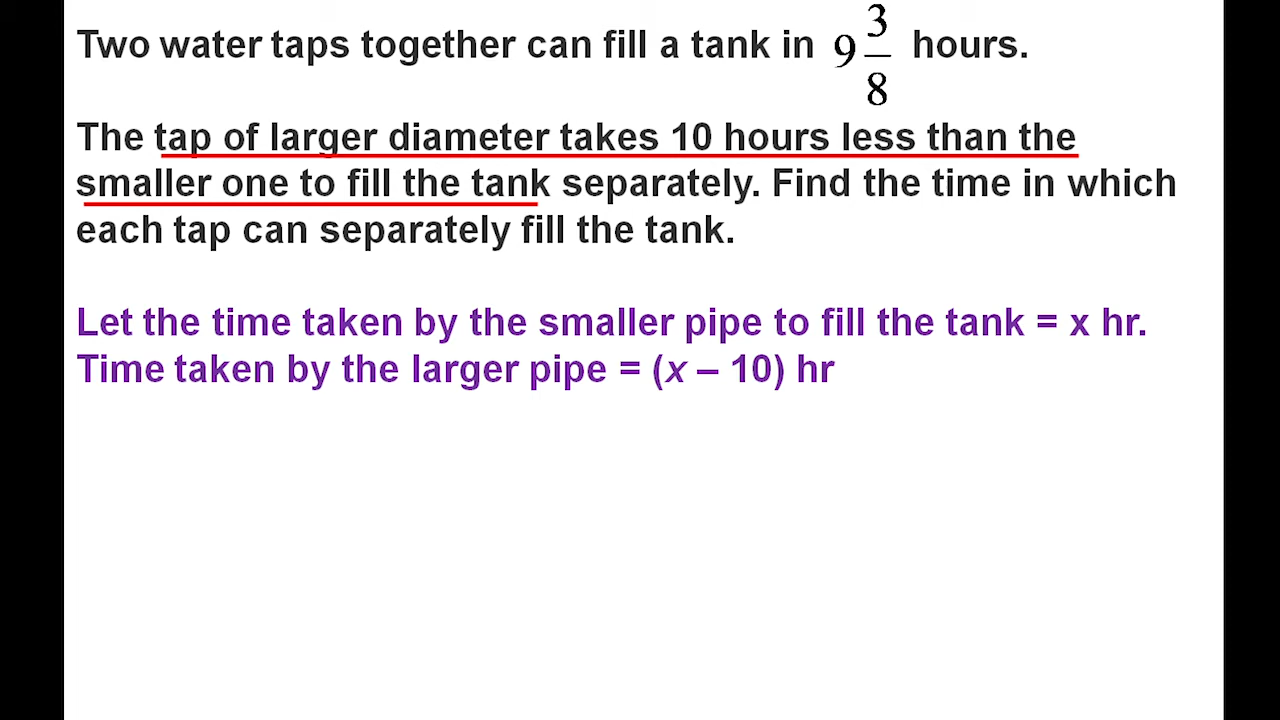 Two water taps together can fill a tank in 9 3/8 hours.
The tap of larger diameter takes 10 hours less than the
smaller one to fill the tank separately. Find the time in which
each tap can separately fill the tank.
Let the time taken by the smaller pipe to fill the tank = x hr.
Time taken by the larger pipe = (x – 10) hr